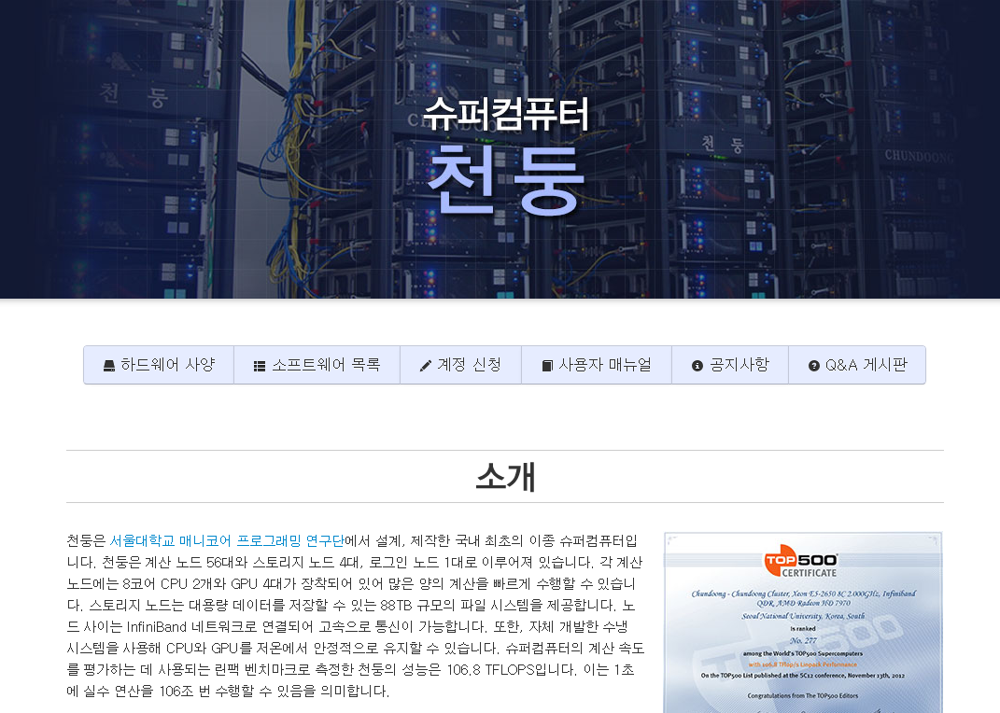 천 둥
슈퍼컴퓨터
천둥
천 둥
CHUNDOONG
하드웨어 사양
소프트웨어 목록
계정 신청
사용자 매뉴얼
공지사항
Q&A 게시판
소개
천둥은 서울대학교 매니코어 프로그래밍 연구단에서 설계, 제작한 국내 최초의 이종 슈퍼컴퓨터입
니다. 천둥은 계산 노드 56대와 스토리지 노드 4대, 로그인 노드 1대로 이루어져 있습니다. 각 계산
노드에는 8코어 CPU 2개와 GPU 4대가 장착되어 있어 많은 양의 계산을 빠르게 수행할 수 있습니
다. 스토리지 노드는 대용량 데이터를 저장할 수 있는 88TB 규모의 파일 시스템을 제공합니다. 노
드 사이는 InfiniBand 네트워크로 연결되어 고속으로 통신이 가능합니다. 또한, 자체 개발한 수냉
시스템을 사용해 CPU와 GPU를 저온에서 안정적으로 유지할 수 있습니다. 슈퍼컴퓨터의 계산 속도
를 평가하는 데 사용되는 린팩 벤치마크로 측정한 천둥의 성능은 106.8 TFLOPS입니다. 이는 1초
에 실수 연산을 106조 번 수행할 수 있음을 의미합니다.
TOP500
CERTIFICATE
Chundoong - Chundoong Cluster, Xeon E5-2650 8C 2.000GHz, Infiniband
QDR, AMD Radeon HD 7970
Seoul National University, Korea, South
is ranked
No. 277
among the World's TOP500 Supercomputers
with 106.8 TFlop/s Linpack Performance
On the TOP500 List published at the SC12 conference, November 13th, 2012
Congratulations from The TOP500 Editors